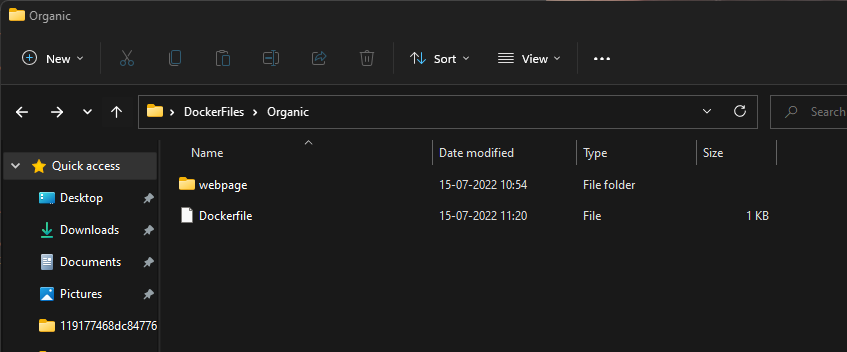 Organic
New
Sort
View
DockerFiles
Organic
Search
Name
Date modified
Type
Size
Quick access
webpage
15-07-2022 10:54
File folder
Desktop
Dockerfile
15-07-2022 11:20
File
1 KB
Downloads
Documents
Pictures
119177468dc84776